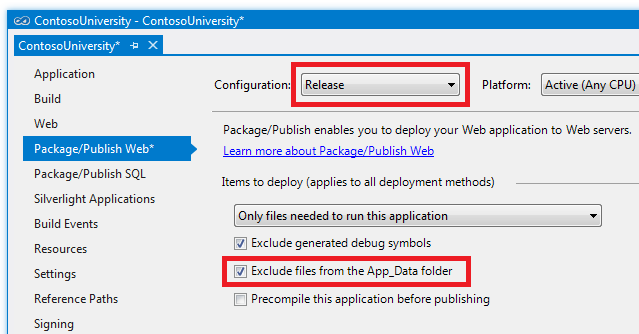 ContosoUniversity - ContosoUniversity*
ContosoUniversity*
Application
Build
Web
Package/Publish Web*
Package/Publish SQL
Silverlight Applications
Build Events
Resources
Settings
Reference Paths
Signing
Configuration: Release Platform: Active (Any CPU)
Package/Publish enables you to deploy your Web application to Web servers.
Learn more about Package/Publish Web
Items to deploy (applies to all deployment methods)
Only files needed to run this application
Exclude generated debug symbols
Exclude files from the App_Data folder
Precompile this application before publishing